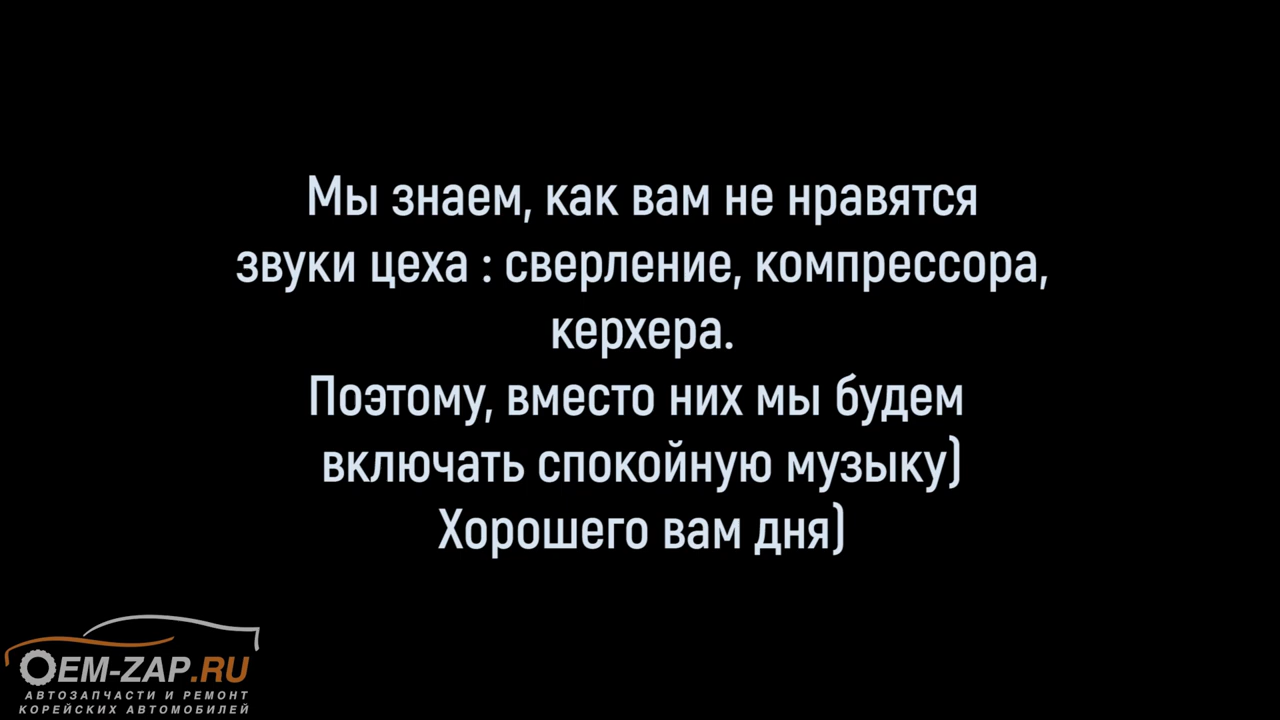 Мы знаем, как вам не нравятся
звуки цеха : сверление, компрессора,
керхера.
Поэтому, вместо них мы будем
включать спокойную музыку)
Хорошего вам дня)
OEM-ZAP.RU
АВТОЗАПЧАСТИ И РЕМОНТ
КОРЕЙСКИХ АВТОМОБИЛЕЙ